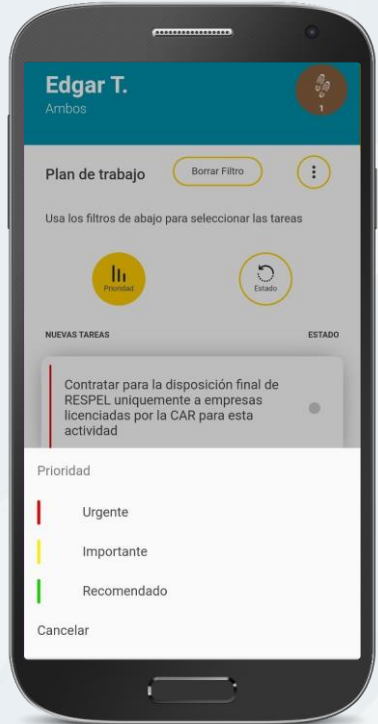 Edgar T.
Ambos
1
Plan de trabajo
Borrar Filtro
Usa los filtros de abajo para seleccionar las tareas
Prioridad
Estado
NUEVAS TAREAS
ESTADO
Contratar para la disposición final de
RESPEL uniquemente a empresas
licenciadas por la CAR para esta
actividad
Prioridad
Urgente
Importante
Recomendado
Cancelar